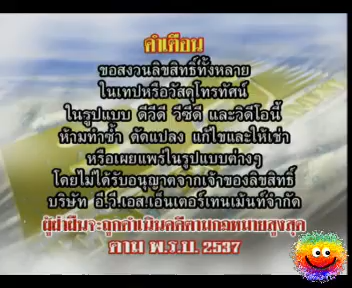 คำเตือน
ขอสงวนลิขสิทธิ์ทั้งหลาย
ในเทปหรือวัสดุโทรทัศน์
ในรูปแบบ ดีวีดี วีซีดี และวิดีโอนี้
ห้ามทำซ้ำ ดัดแปลง แก้ไขและให้เช่า
หรือเผยแพร่ในรูปแบบต่างๆ
โดยไม่ได้รับอนุญาตจากเจ้าของลิขสิทธิ์
บริษัท อี.วี.เอส.เอ็นเตอร์เทนเม้นท์จำกัด
ผู้ฝ่าฝืนจะถูกดำเนินคดีตามกฎหมายสูงสุด
ตาม พ.ร.บ. 2537